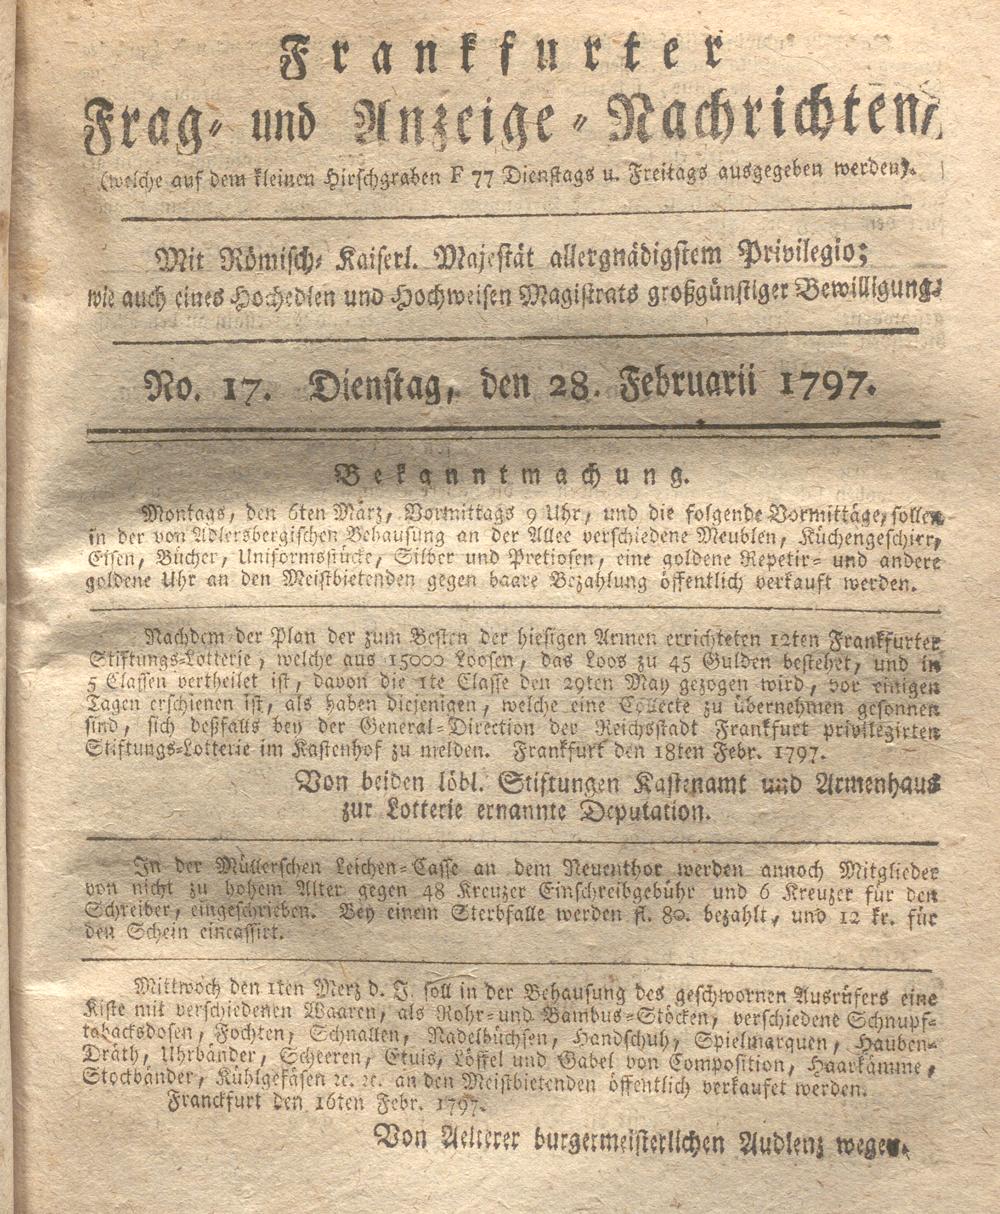 Frankfurter
Frag- und Anzeige-Nachrichten,
(welche auf dem kleinen Hirschgraben F 77 Dienstags u. Freitags ausgegeben werden).
Mit Römisch- Kaiserl. Majestät allergnädigstem Privilegio;
wie auch eines Hochedlen und Hochweisen Magistrats großgünstiger Bewilligung.
No. 17. Dienstag, den 28. Februarii 1797.
Bekanntmachung.
Montags, den 6ten März, Vormittags 9 Uhr, und die folgende Vormittäge, sollen
in der von Adlersbergischen Behausung an der Allee verschiedene Meublen, Küchengeschirr,
Eisen, Bücher, Uniformsstücke, Silber und Pretiosen, eine goldene Repetir- und andere
goldene Uhr an den Meistbietenden gegen baare Bezahlung öffentlich verkauft werden.
Nachdem der Plan der zum Besten der hiesigen Armen errichteten 12ten Frankfurter
Stiftungs-Lotterie, welche aus 15000 Loosen, das Loos zu 45 Gulden bestehet, und in
5 Classen vertheilet ist, davon die 1te Classe den 29ten May gezogen wird, vor einigen
Tagen erschienen ist, als haben diejenigen, welche eine Collecte zu übernehmen gesonnen
sind, sich deßfalls bey der General-Direction der Reichsstadt Frankfurt privilegirten
Stiftungs-Lotterie im Kastenhof zu melden. Frankfurt den 18ten Febr. 1797.
Von beiden löbl. Stiftungen Kastenamt und Armenhaus
zur Lotterie ernannte Deputation.
In der Müllerschen Leichen-Casse an dem Neuenthor werden annoch Mitglieder
von nicht zu hohem Alter gegen 48 Kreuzer Einschreibgebühr und 6 Kreuzer für den
Schreiber, eingeschrieben. Bey einem Sterbfalle werden fl. 80. bezahlt, und 12 kr. für
den Schein eincassirt.
Mittwoch den 1ten Merz d. J. soll in der Behausung des geschwornen Ausrüfers eine
Kiste mit verschiedenen Waaren, als Rohr- und Bambus-Stöcken, verschiedene Schnupf-
tabacksdosen, Fochten, Schnallen, Nadelbüchsen, Handschuh, Spielmarquen, Hauben-
Dräth, Uhrbänder, Scheeren, Etuis, Löffel und Gabel von Composition, Haarkämme,
Stockbänder, Kühlgefäsen ꝛc. ꝛc. an den Meistbietenden öffentlich verkaufet werden.
Franckfurt den 16ten Febr. 1797.
Von Aelterer burgermeisterlichen Audienz wegen.